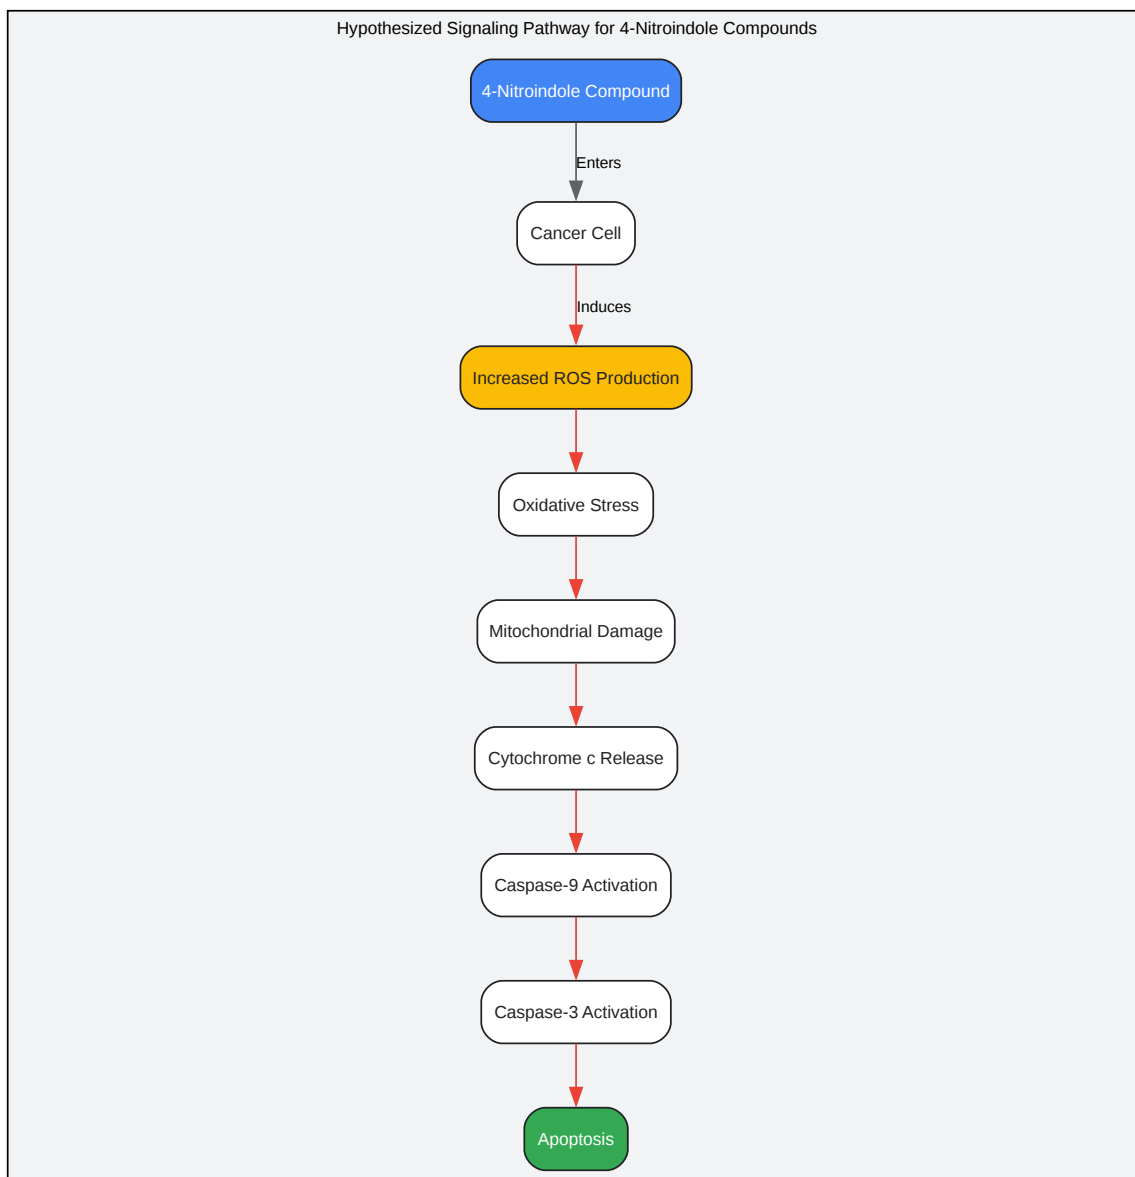 Hypothesized Signaling Pathway for 4-Nitroindole Compounds
4-Nitroindole Compound
Enters
Cancer Cell
Induces
Increased ROS Production
Oxidative Stress
Mitochondrial Damage
Cytochrome c Release
Caspase-9 Activation
Caspase-3 Activation
Apoptosis